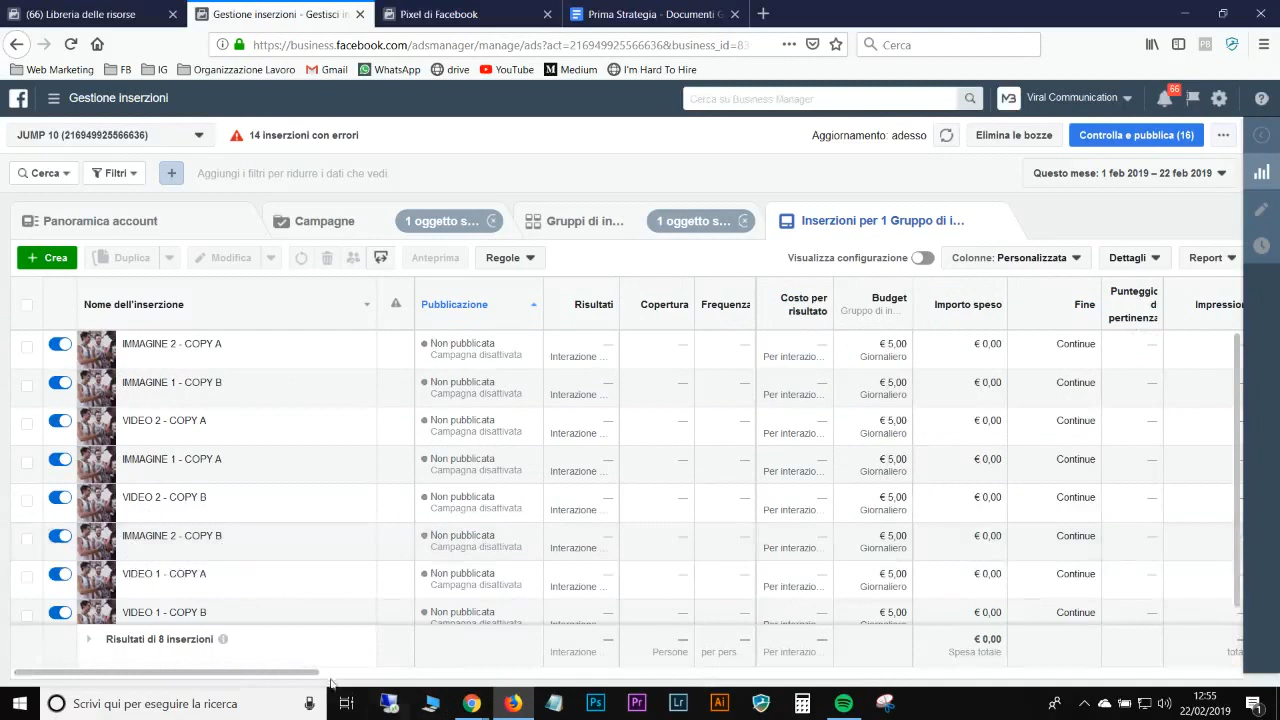 (66) Libreria delle risorse
Gestione inserzioni - Gestisci i
Pixel di Facebook
Prima Strategia - Documenti G
https://business.facebook.com/adsmanager/manage/ads?act=216949925566636&business_id=83
Cerca
Web Marketing
FB
IG
Organizzazione Lavoro
Gmail
WhatsApp
drive
YouTube
Medium
I'm Hard To Hire
Gestione inserzioni
Cerca su Business Manager
Viral Communication
66
JUMP 10 (216949925566636)
14 inserzioni con errori
Aggiornamento: adesso
Elimina le bozze
Controlla e pubblica (16)
Cerca
Filtri
Aggiungi i filtri per ridurre i dati che vedi
Questo mese: 1 feb 2019 – 22 feb 2019
Panoramica account
Campagne
1 oggetto s...
Gruppi di in...
1 oggetto s...
Inserzioni per 1 Gruppo di i...
+ Crea
Duplica
Modifica
Anteprima
Regole
Visualizza configurazione
Colonne: Personalizzata
Dettagli
Report
Nome dell'inserzione
Pubblicazione
Risultati
Copertura
Frequenza
Costo per risultato
Budget
Gruppo di in...
Importo speso
Fine
Punteggio d pertinenza
Impression
IMMAGINE 2 - COPY A
Non pubblicata
Campagna disattivata
—
Interazione ...
—
—
—
Per interazio...
€ 5,00
Giornaliero
€ 0,00
Continue
—
IMMAGINE 1 - COPY B
Non pubblicata
Campagna disattivata
—
Interazione ...
—
—
—
Per interazio...
€ 5,00
Giornaliero
€ 0,00
Continue
—
VIDEO 2 - COPY A
Non pubblicata
Campagna disattivata
—
Interazione ...
—
—
—
Per interazio...
€ 5,00
Giornaliero
€ 0,00
Continue
—
IMMAGINE 1 - COPY A
Non pubblicata
Campagna disattivata
—
Interazione ...
—
—
—
Per interazio...
€ 5,00
Giornaliero
€ 0,00
Continue
—
VIDEO 2 - COPY B
Non pubblicata
Campagna disattivata
—
Interazione ...
—
—
—
Per interazio...
€ 5,00
Giornaliero
€ 0,00
Continue
—
IMMAGINE 2 - COPY B
Non pubblicata
Campagna disattivata
—
Interazione ...
—
—
—
Per interazio...
€ 5,00
Giornaliero
€ 0,00
Continue
—
VIDEO 1 - COPY A
Non pubblicata
Campagna disattivata
—
Interazione ...
—
—
—
Per interazio...
€ 5,00
Giornaliero
€ 0,00
Continue
—
VIDEO 1 - COPY B
Non pubblicata
—
—
—
—
€ 5,00
€ 0,00
Continue
—
Risultati di 8 inserzioni
—
Interazione ...
—
Persone
—
per pers...
—
Per interazio...
€ 0,00
Spesa totale
—
tota
Scrivi qui per eseguire la ricerca
Ps
Pr
Lr
Ai
12:55
22/02/2019